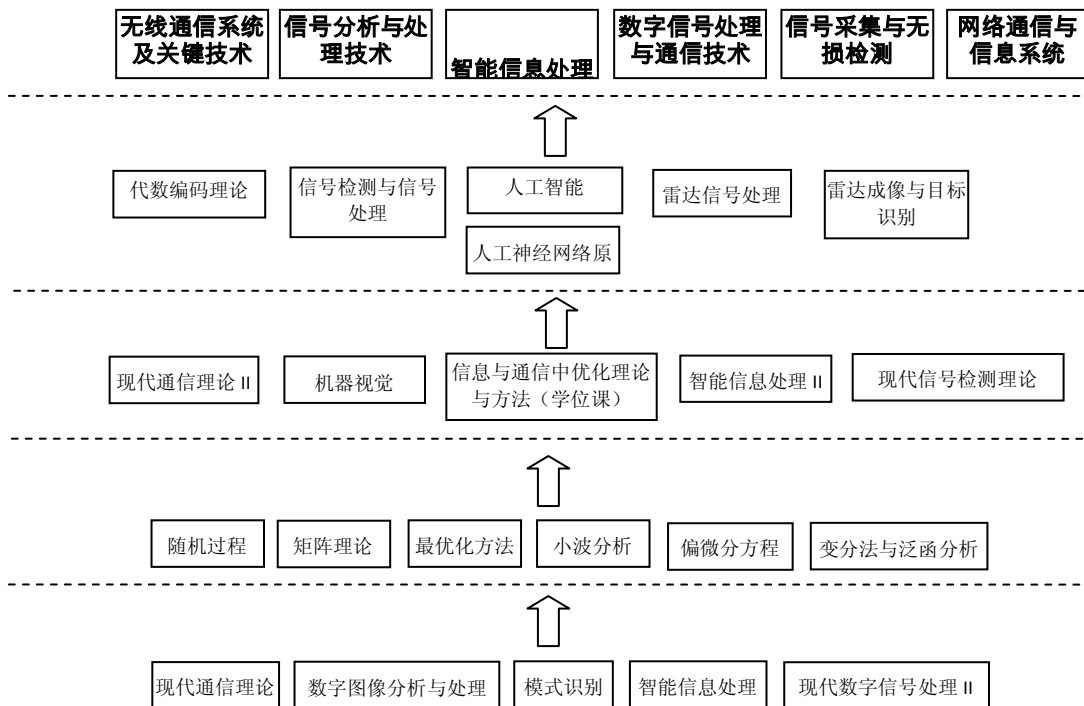 无线通信系统
及关键技术
信号分析与处
理技术
智能信息处理
数字信号处理
与通信技术
信号采集与无
损检测
网络通信与
信息系统
代数编码理论
信号检测与信号
处理
人工智能
人工神经网络原
雷达信号处理
雷达成像与目标
识别
现代通信理论 II
机器视觉
信息与通信中优化理论
与方法（学位课）
智能信息处理 II
现代信号检测理论
随机过程
矩阵理论
最优化方法
小波分析
偏微分方程
变分法与泛函分析
现代通信理论
数字图像分析与处理
模式识别
智能信息处理
现代数字信号处理 II